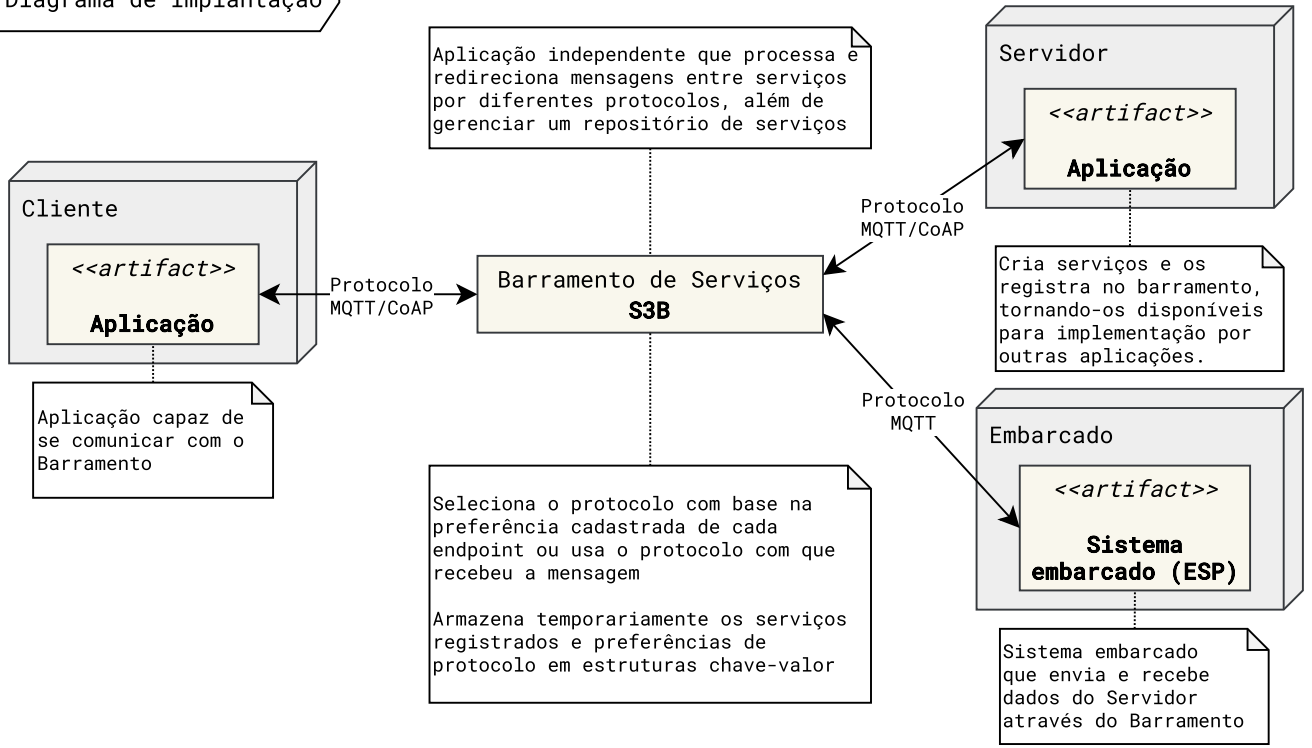 Diagrama de Implantação
Aplicação independente que processa e
redireciona mensagens entre serviços
por diferentes protocolos, além de
gerenciar um repositório de serviços
Servidor
<<artifact>>
Aplicação
Cliente
<<artifact>>
Aplicação
Protocolo
MQTT/CoAP
Barramento de Serviços
S3B
Protocolo
MQTT/CoAP
Cria serviços e os
registra no barramento,
tornando-os disponíveis
para implementação por
outras aplicações.
Aplicação capaz de
se comunicar com o
Barramento
Protocolo
MQTT
Embarcado
<<artifact>>
Sistema
embarcado (ESP)
Seleciona o protocolo com base na
preferência cadastrada de cada
endpoint ou usa o protocolo com que
recebeu a mensagem
Armazena temporariamente os serviços
registrados e preferências de
protocolo em estruturas chave-valor
Sistema embarcado
que envia e recebe
dados do Servidor
através do Barramento